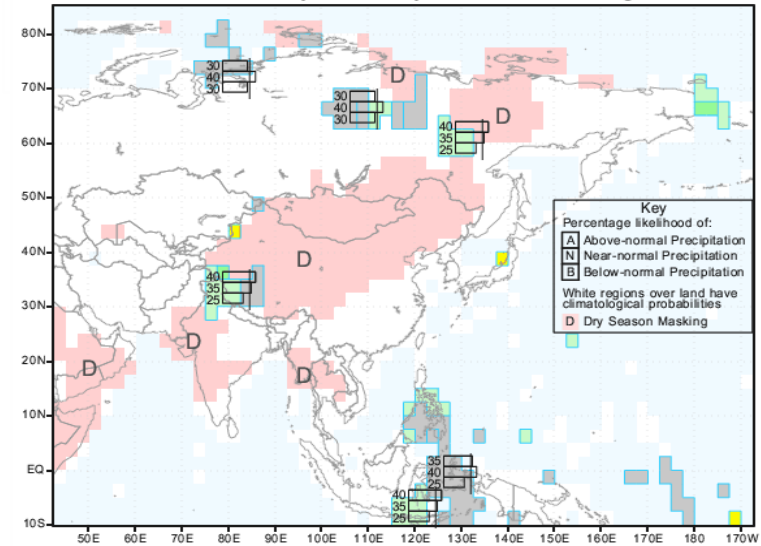 80N
70N
60N
50N
40N
30N
20N
10N
EQ
10S
50E 60E 70E 80E 90E 100E 110E 120E 130E 140E 150E 160E 170E 180 170W
30
40
30
30
40
30
40
35
25
40
35
25
35
40
25
40
35
25
D
D
D
D
D
D
Key
Percentage likelihood of:
A Above-normal Precipitation
N Near-normal Precipitation
B Below-normal Precipitation
White regions over land have
climatological probabilities
D Dry Season Masking